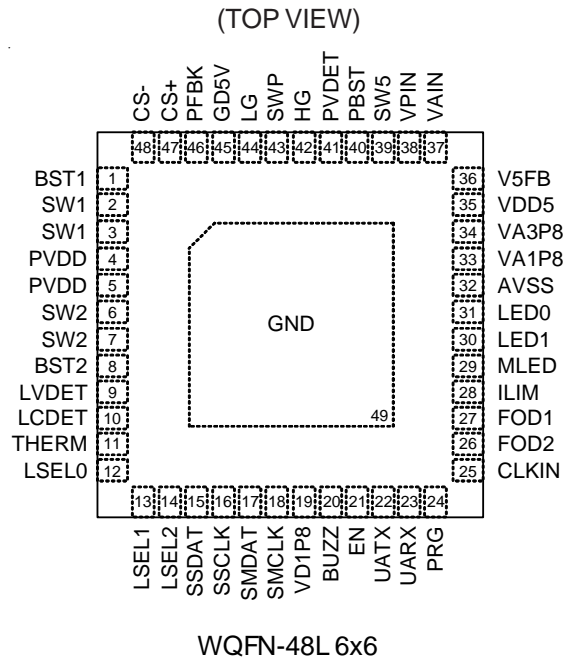 (TOP VIEW)
CS-
CS+
PFBK
GD5V
LG
SWP
HG
PVDET
PBST
SW5
VPIN
VAIN
48 47 46 45 44 43 42 41 40 39 38 37
BST1 1
SW1 2
SW1 3
PVDD 4
PVDD 5
SW2 6
SW2 7
BST2 8
LVDET 9
LCDET 10
THERM 11
LSEL0 12
GND
49
36 V5FB
35 VDD5
34 VA3P8
33 VA1P8
32 AVSS
31 LED0
30 LED1
29 MLED
28 ILIM
27 FOD1
26 FOD2
25 CLKIN
13 14 15 16 17 18 19 20 21 22 23 24
LSEL1
LSEL2
SSDAT
SSCLK
SMDAT
SMCLK
VD1P8
BUZZ
EN
UATX
UARX
PRG
WQFN-48L 6x6